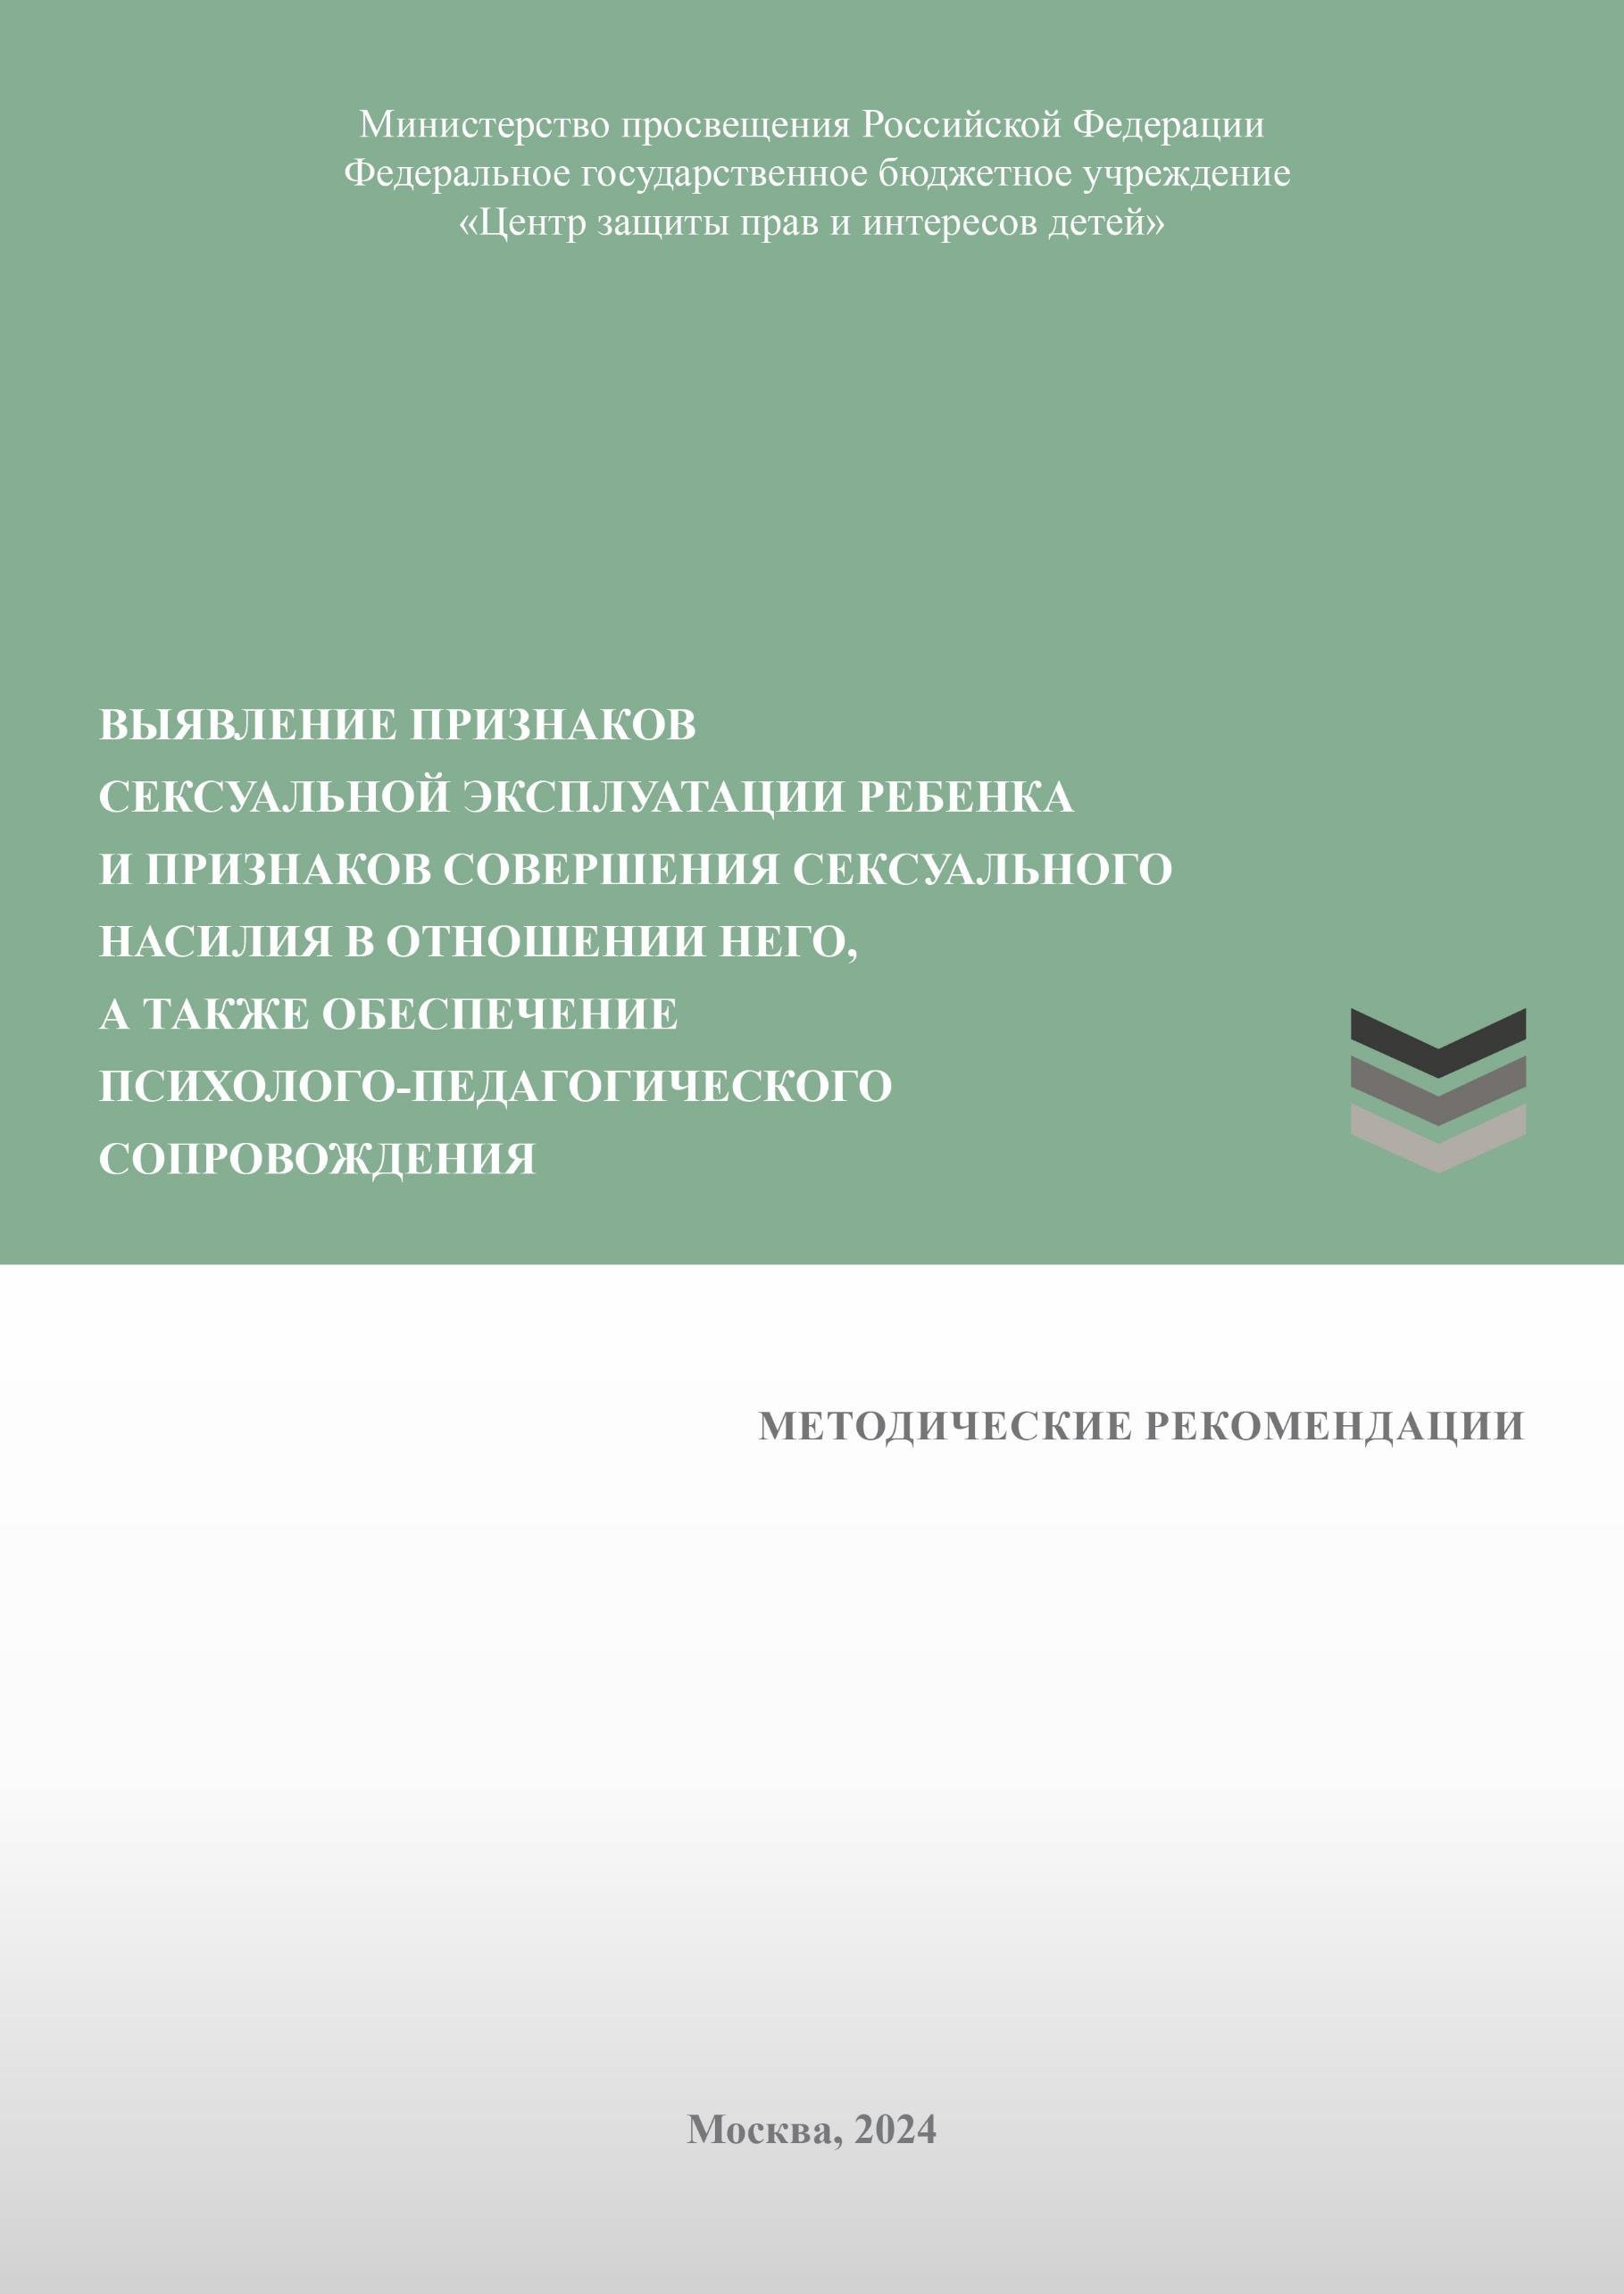 Министерство просвещения Российской Федерации
Федеральное государственное бюджетное учреждение
«Центр защиты прав и интересов детей»
ВЫЯВЛЕНИЕ ПРИЗНАКОВ
СЕКСУАЛЬНОЙ ЭКСПЛУАТАЦИИ РЕБЕНКА
И ПРИЗНАКОВ СОВЕРШЕНИЯ СЕКСУАЛЬНОГО
НАСИЛИЯ В ОТНОШЕНИИ НЕГО,
А ТАКЖЕ ОБЕСПЕЧЕНИЕ
ПСИХОЛОГО-ПЕДАГОГИЧЕСКОГО
СОПРОВОЖДЕНИЯ
МЕТОДИЧЕСКИЕ РЕКОМЕНДАЦИИ
Москва, 2024